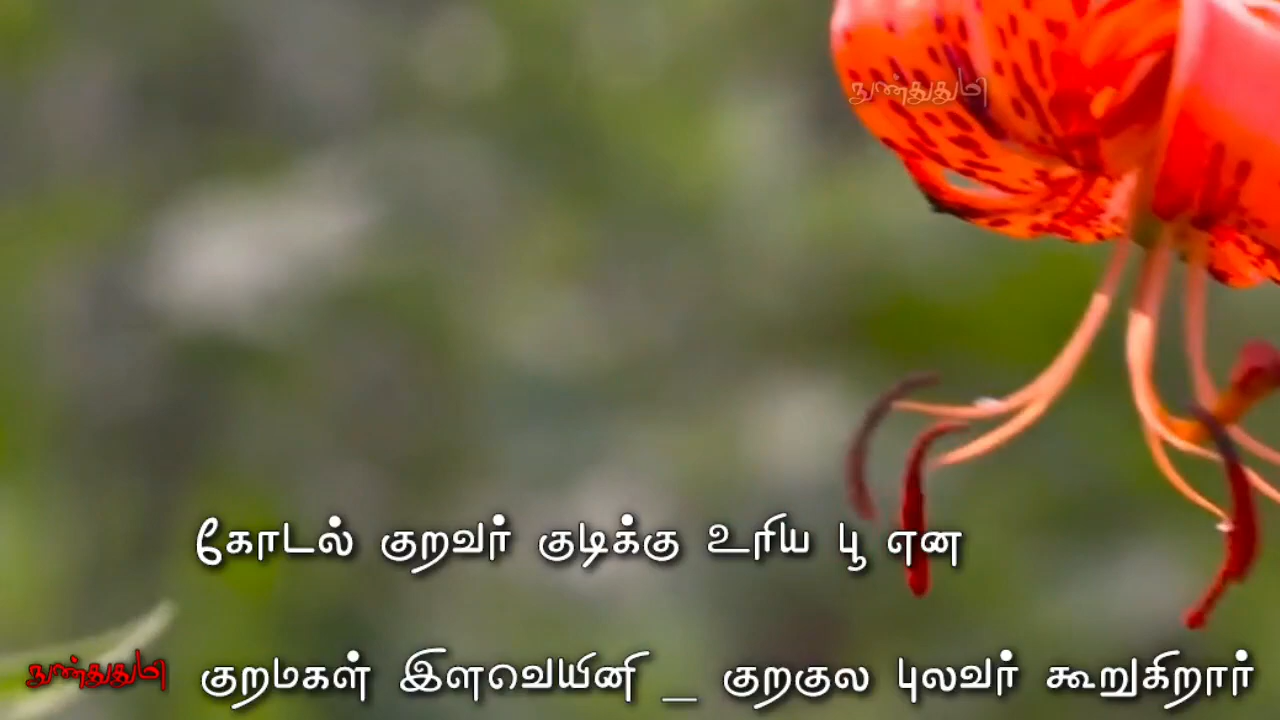 நுண்துதுமி
கோடல் குறவர் குடிக்கு உரிய பூ என
நுண்துதுமி குறமகள் இளவெயினி _ குறகுல புலவர் கூறுகிறார்